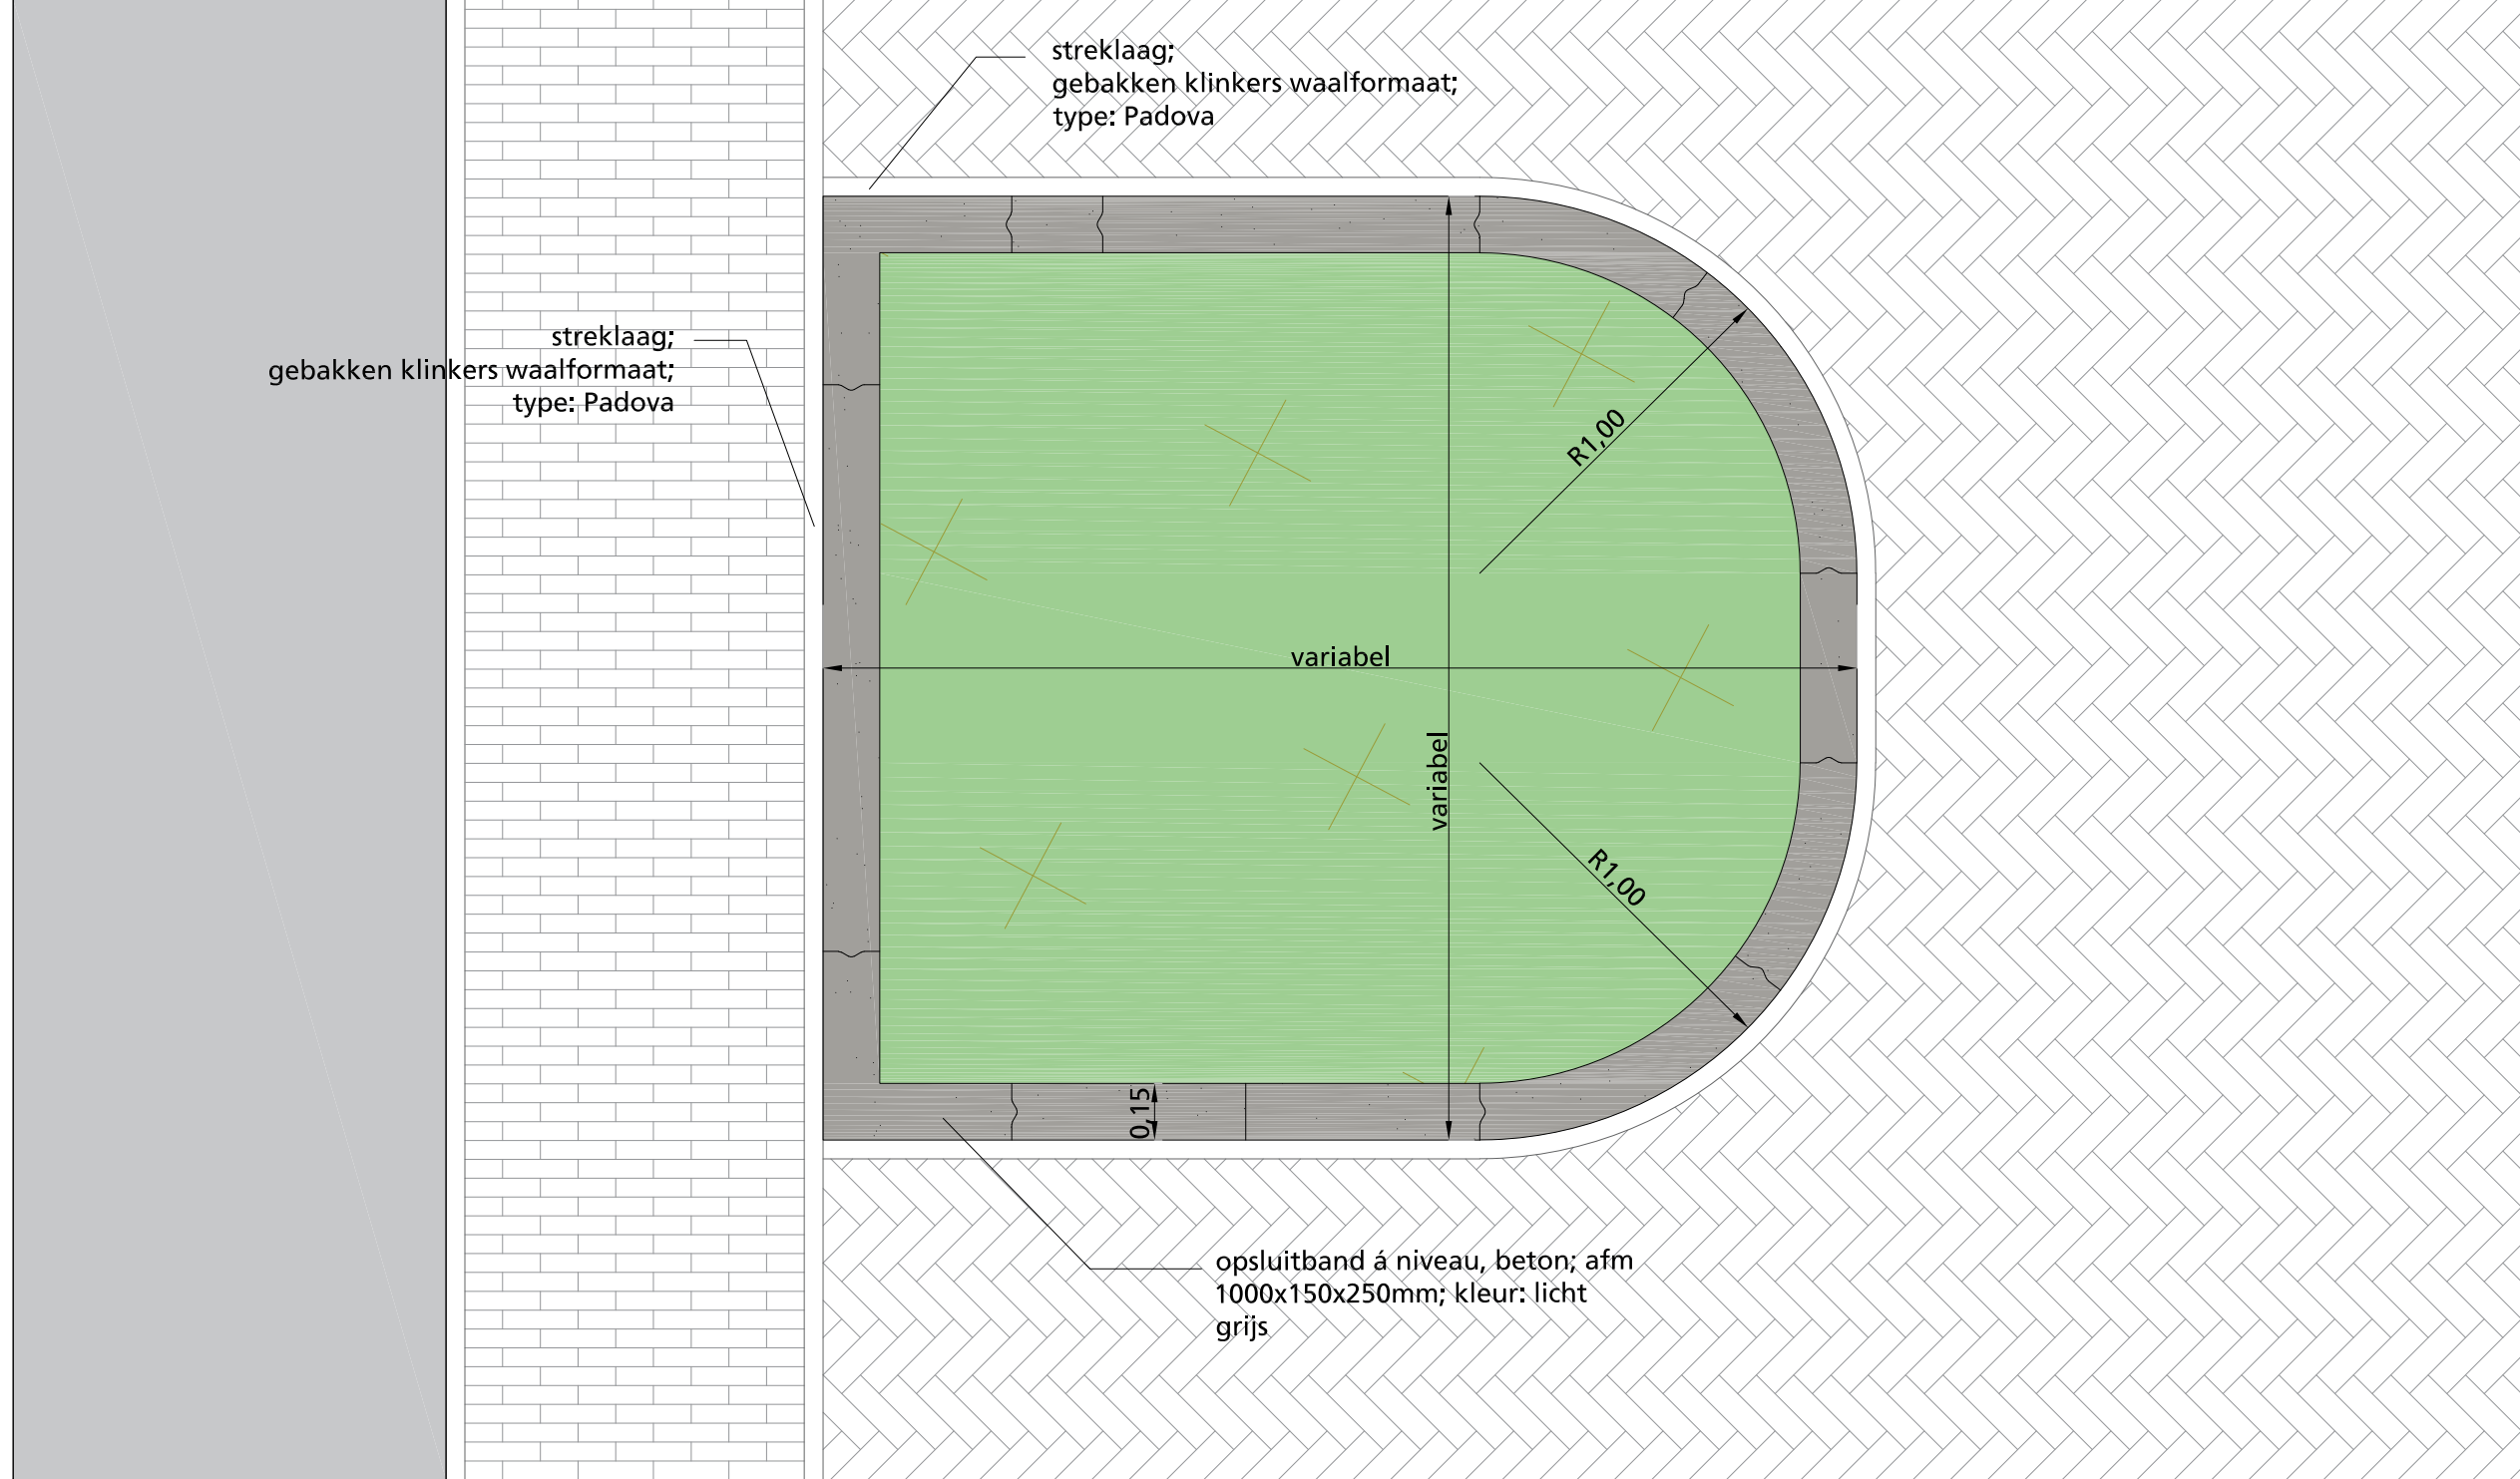 streklaag;
gebakken klinkers waalformaat;
type: Padova
streklaag;
gebakken klinkers waalformaat;
type: Padova
R1,00
variabel
variabel
R1,00
0,15
opsluitband á niveau, beton; afm
1000x150x250mm; kleur: licht
grijs